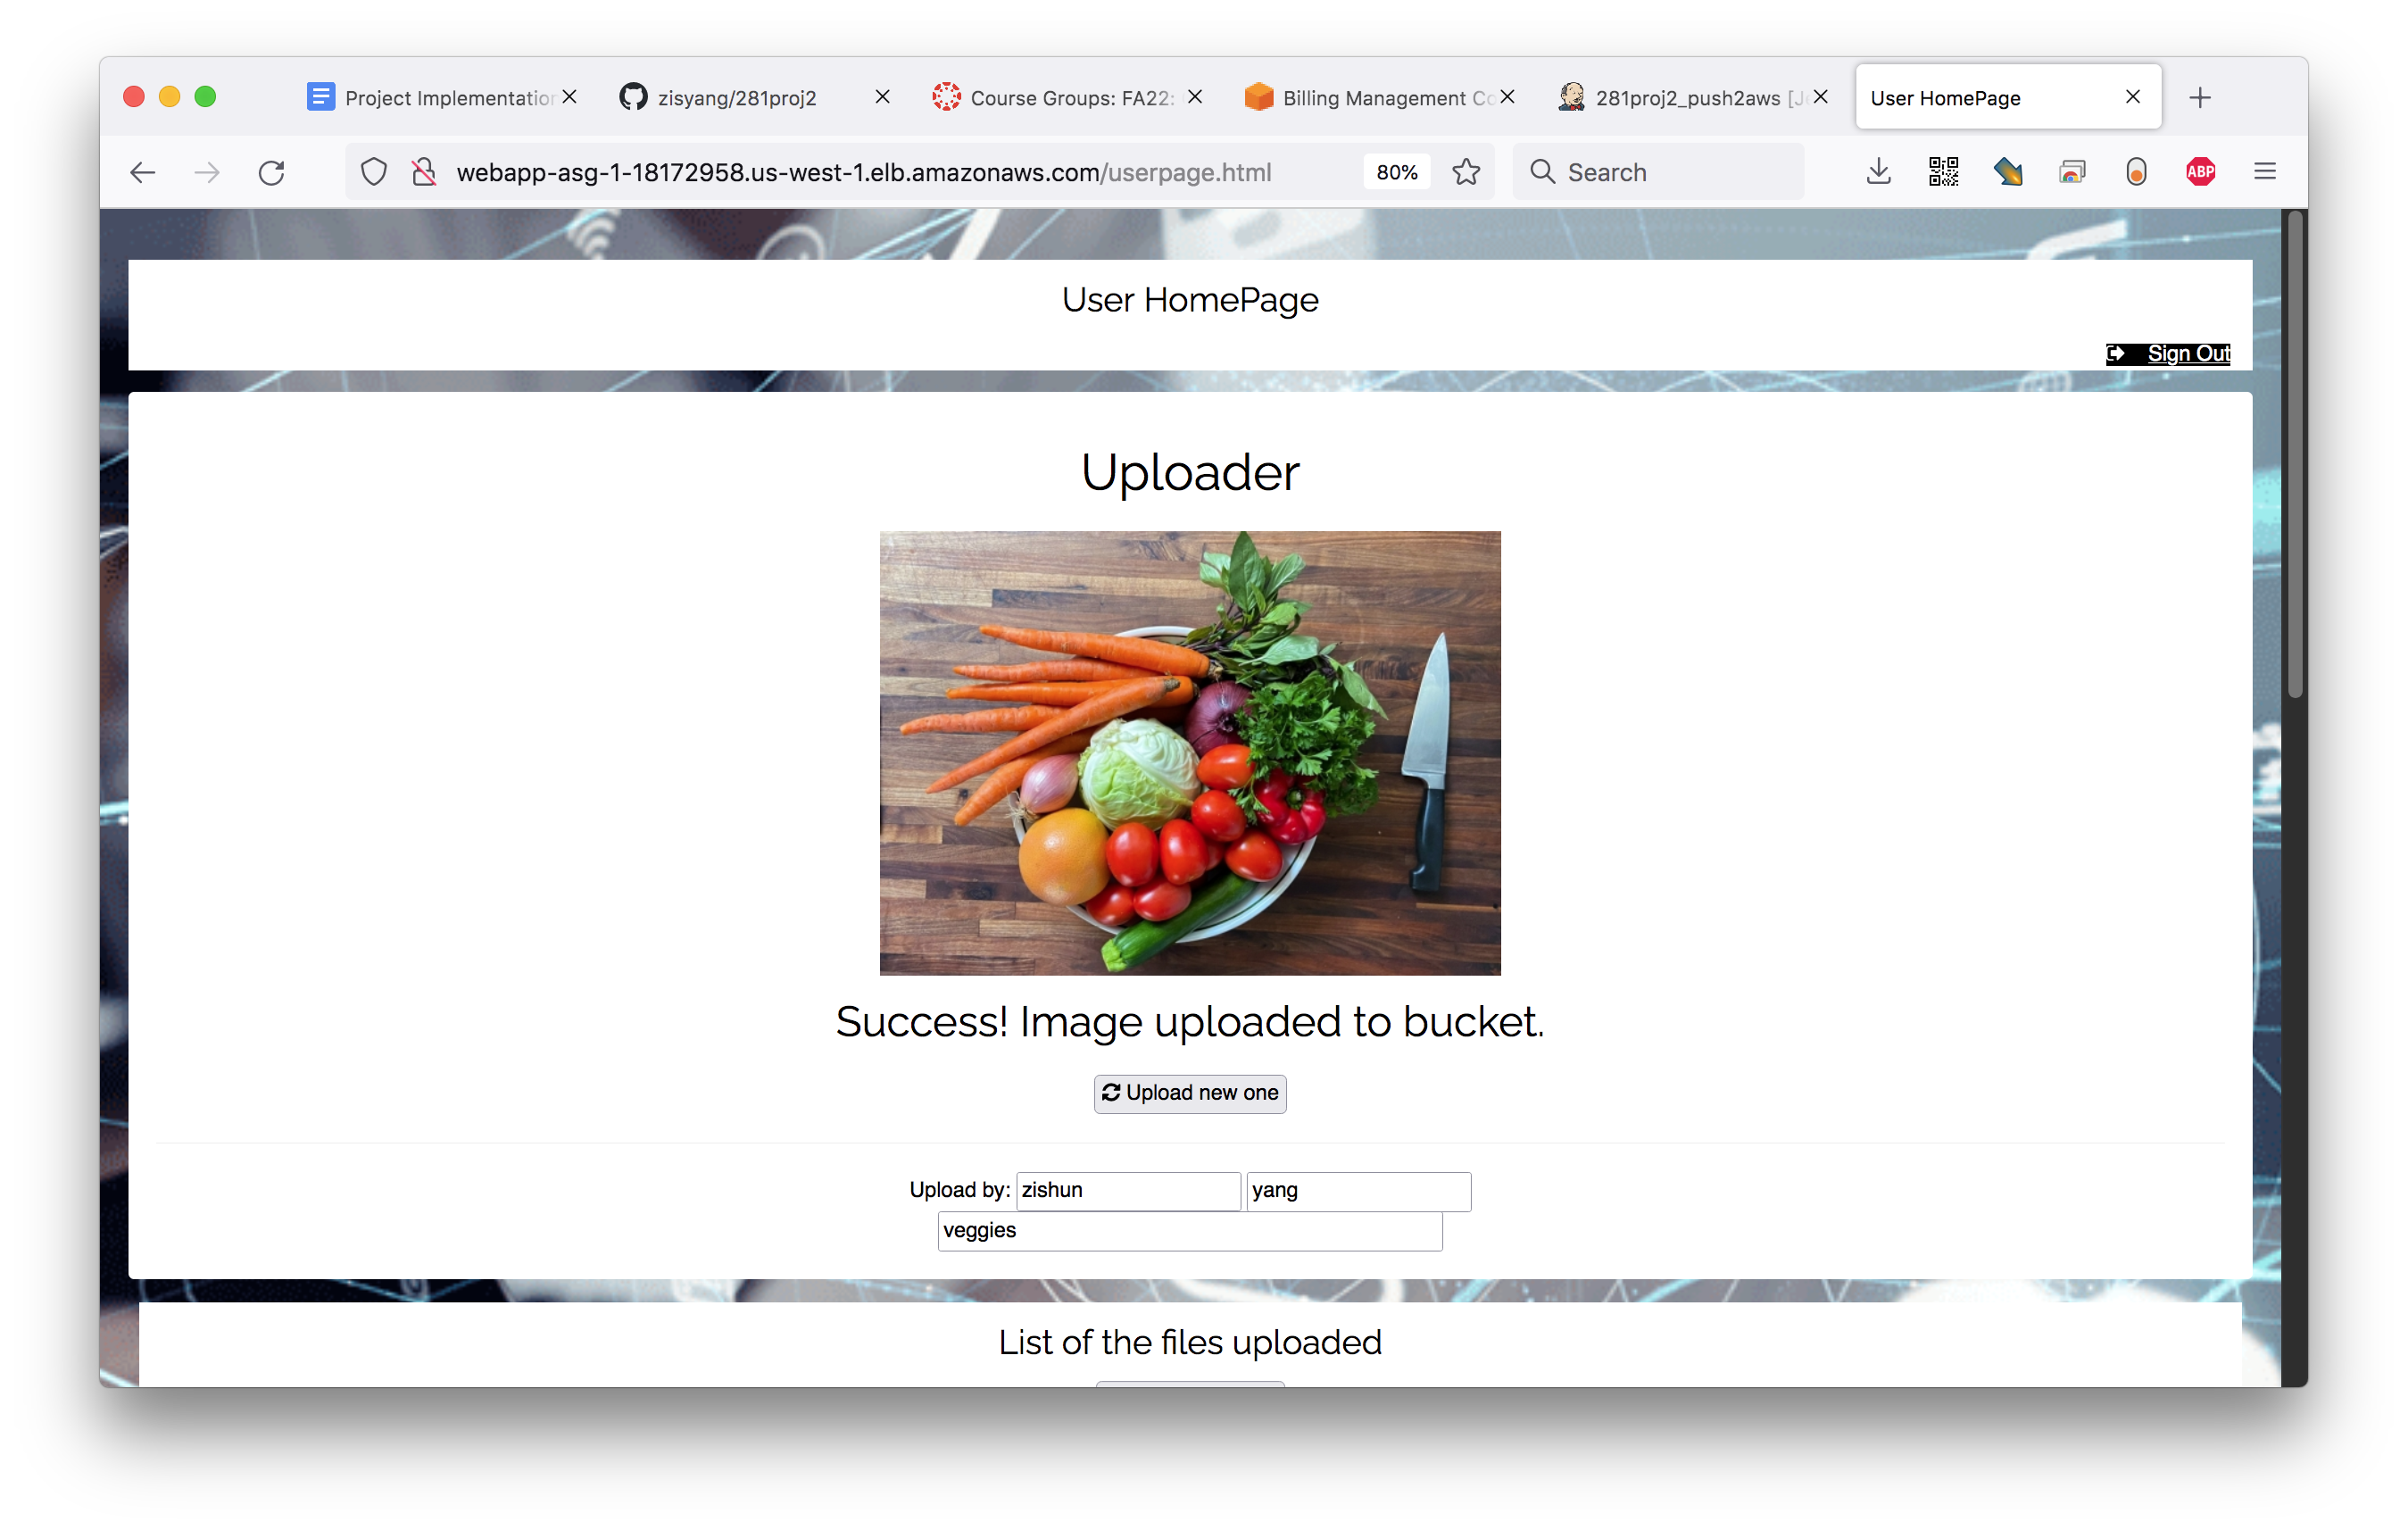 Project Implementation
zisyang/281proj2
Course Groups: FA22:
Billing Management Co
281proj2_push2aws [J
User HomePage
webapp-asg-1-18172958.us-west-1.elb.amazonaws.com/userpage.html
80%
Search
ABP
User HomePage
Sign Out
Uploader
Success! Image uploaded to bucket.
Upload new one
Upload by: zishun yang
veggies
List of the files uploaded